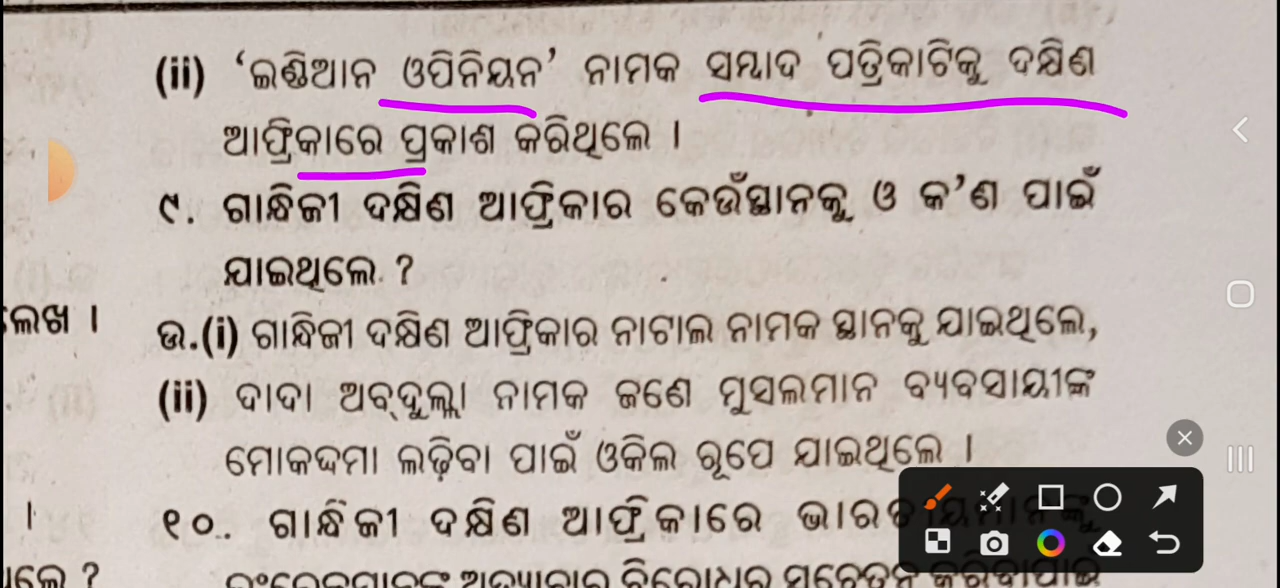 (ii) ‘ଇଣ୍ଡିଆନ ଓପିନିୟନ’ ନାମକ ସମ୍ବାଦ ପତ୍ରିକାଟିକୁ ଦକ୍ଷିଣ
ଆଫ୍ରିକାରେ ପ୍ରକାଶ କରିଥିଲେ ।
୯. ଗାନ୍ଧିଜୀ ଦକ୍ଷିଣ ଆଫ୍ରିକାର କେଉଁସ୍ଥାନକୁ ଓ କ’ଣ ପାଇଁ
ଯାଇଥିଲେ ?
ଉ.(i) ଗାନ୍ଧିଜୀ ଦକ୍ଷିଣ ଆଫ୍ରିକାର ନାଟାଲ ନାମକ ସ୍ଥାନକୁ ଯାଇଥିଲେ,
(ii) ଦାଦା ଅବ୍‌ଦୁଲ୍ଲା ନାମକ ଜଣେ ମୁସଲମାନ ବ୍ୟବସାୟୀଙ୍କ
ମୋକଦ୍ଦମା ଲଢ଼ିବା ପାଇଁ ଓକିଲ ରୂପେ ଯାଇଥିଲେ ।
୧୦. ଗାନ୍ଧିଜୀ ଦକ୍ଷିଣ ଆଫ୍ରିକାରେ